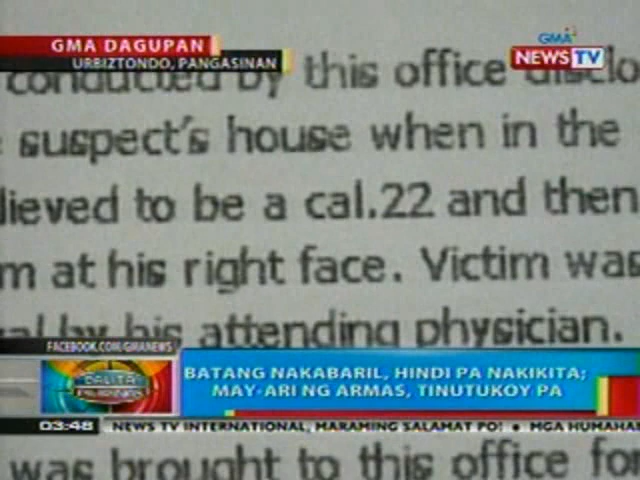 GMA DAGUPAN
URBIZTONDO, PANGASINAN
GMA
NEWS TV
conducted by this office disclo
suspect's house when in the
lieved to be a cal.22 and then
m at his right face. Victim was
al by his attending physician.
FACEBOOK.COM/GMANEWS
BALITA
PILIPINAS
BATANG NAKABARIL, HINDI PA NAKIKITA;
MAY-ARI NG ARMAS, TINUTUKOY PA
03:48 NEWS TV INTERNATIONAL, MARAMING SALAMAT PO! • MGA HUMAHA
was brought to this office for